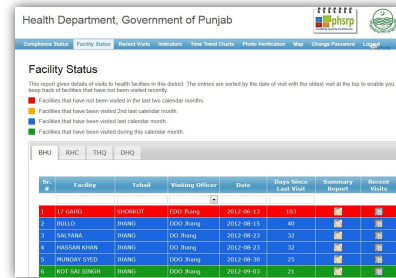 Health Department, Government of Punjab
phsrp
Compliance Status Facility Status Recent Visits Indicators Time Trend Charts Photo Verification Map Change Password Logout
Facility Status
This report gives details of visits to health facilities in this district. The entries are sorted by the date of visit with the oldest visit at the top to enable you
keep track of facilities that have not been visited recently.
Facilities that have not been visited in the last two calendar months.
Facilities that have been visited 2nd last calendar month.
Facilities that have been visited last calendar month.
Facilities that have been visited during this calendar month.
BHU RHC THQ DHQ
Sr. # Facility Tehsil Visiting Officer Date Days Since Last Visit Summary Report Recent Visits
1 17 GAHG SHORKOT EDO Jhang 2012-06-13 103
2 BULLO JHANG DDO Jhang 2012-08-15 40
3 SALYANA JHANG DO Jhang 2012-08-23 32
4 HASSAN KHAN JHANG DO Jhang 2012-08-23 32
5 MUNDAY SYED JHANG DDO Jhang 2012-08-30 25
6 KOT SAI SINGH JHANG DDO Jhang 2012-09-03 21